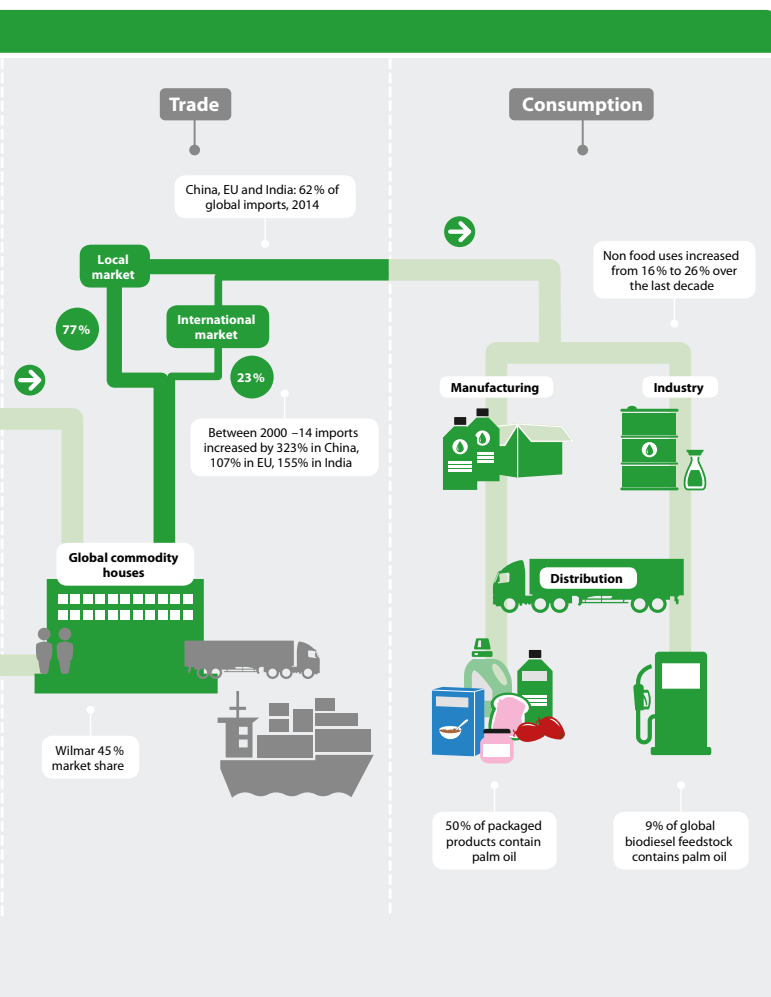 Trade
China, EU and India: 62% of
global imports, 2014
Local
market
77%
International
market
23%
Between 2000 –14 imports
increased by 323% in China,
107% in EU, 155% in India
Global commodity
houses
Wilmar 45%
market share
Consumption
Non food uses increased
from 16% to 26% over
the last decade
Manufacturing
Industry
Distribution
50% of packaged
products contain
palm oil
9% of global
biodiesel feedstock
contains palm oil